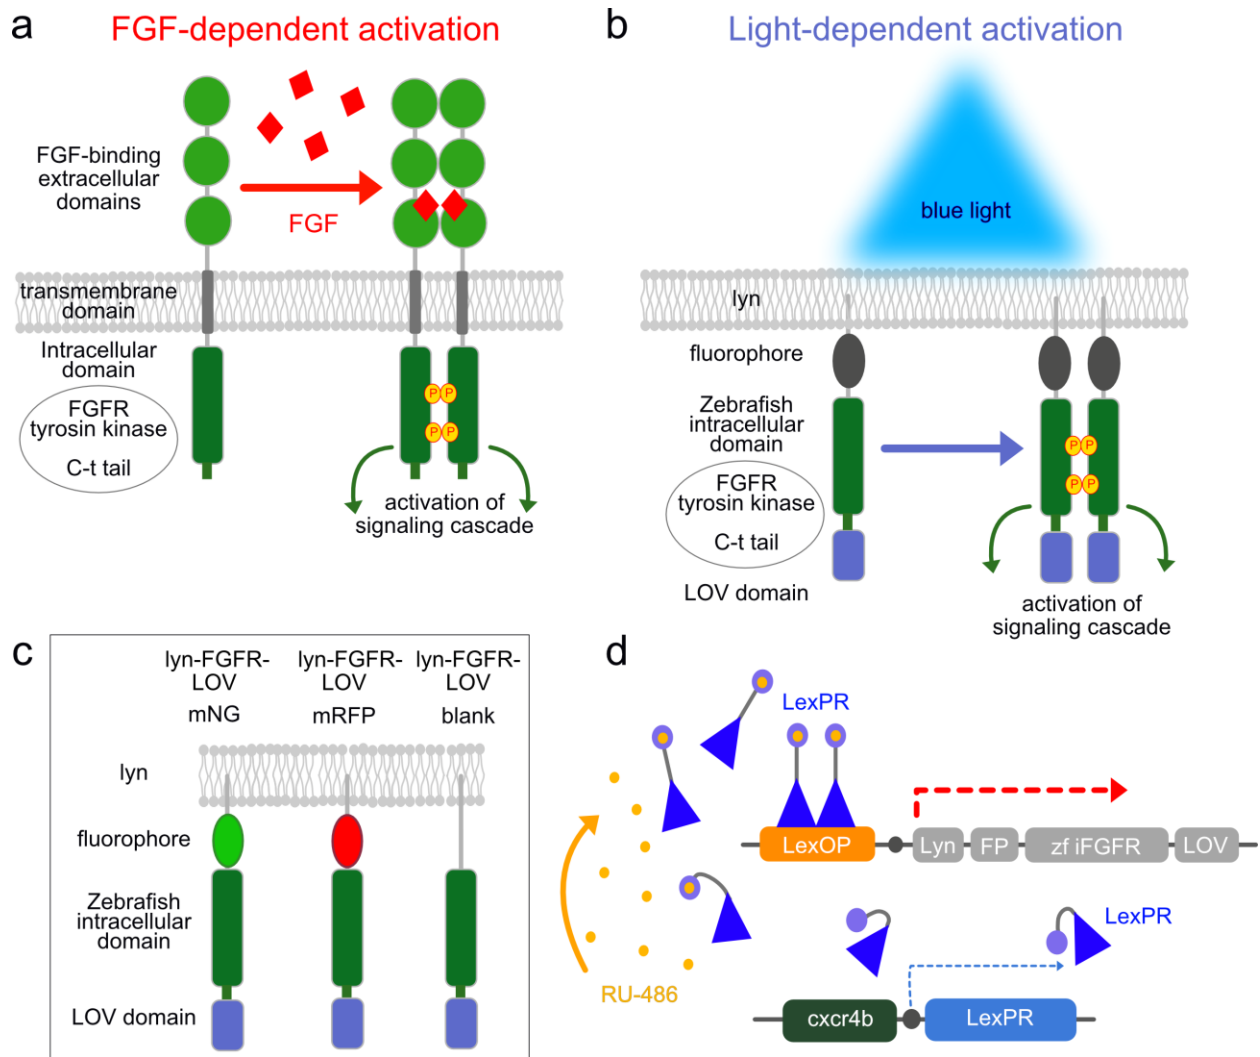 a
FGF-dependent activation
FGF-binding
extracellular
domains
FGF
transmembrane
domain
Intracellular
domain
FGFR
tyrosin kinase
C-t tail
P P
P P
activation of
signaling cascade
b
Light-dependent activation
blue light
lyn
fluorophore
Zebrafish
intracellular
domain
FGFR
tyrosin kinase
C-t tail
LOV domain
P P
P P
activation of
signaling cascade
c
lyn-FGFR-
LOV
mNG
lyn-FGFR-
LOV
mRFP
lyn-FGFR-
LOV
blank
lyn
fluorophore
Zebrafish
intracellular
domain
LOV domain
d
LexPR
LexOP
Lyn
FP
zf iFGFR
LOV
LexPR
RU-486
cxcr4b
LexPR